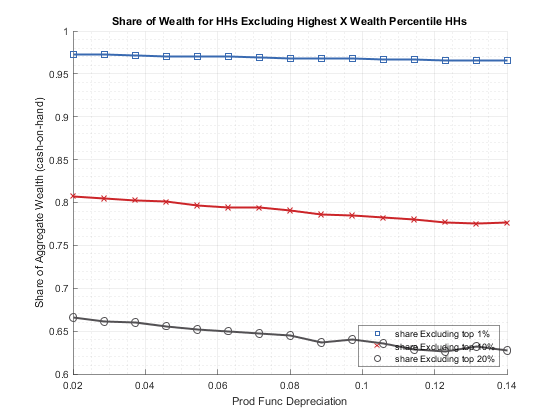 Share of Wealth for HHs Excluding Highest X Wealth Percentile HHs
Share of Aggregate Wealth (cash-on-hand)
1
0.95
0.9
0.85
0.8
0.75
0.7
0.65
0.6
0.02
0.04
0.06
0.08
0.1
0.12
0.14
Prod Func Depreciation
share Excluding top 1%
share Excluding top 10%
share Excluding top 20%